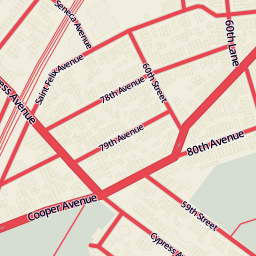 Seneca Avenue
60th Lane
Saint Felix Avenue
78th Avenue
60th Street
ess Avenue
79th Avenue
80th Avenue
Cooper Avenue
59th Street
Cypress A